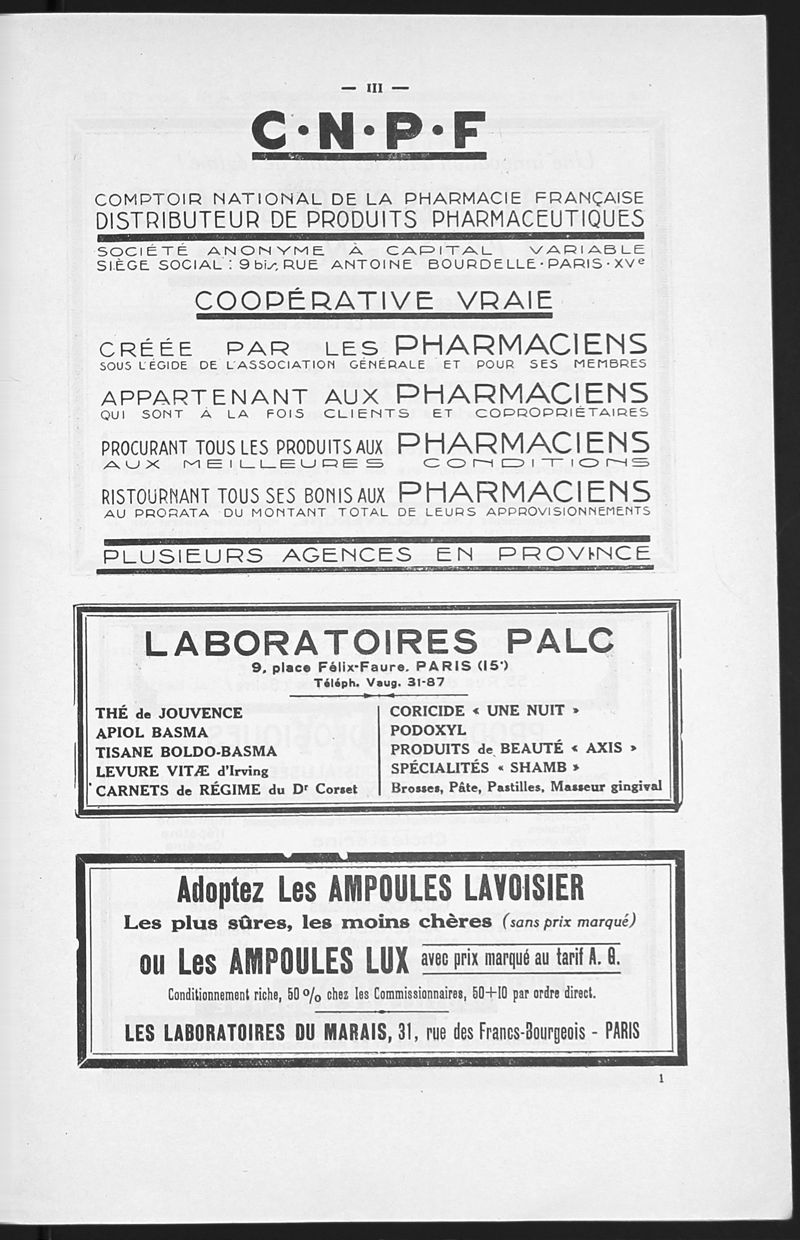 — III —
C·N·P·F
COMPTOIR NATIONAL DE LA PHARMACIE FRANÇAISE
DISTRIBUTEUR DE PRODUITS PHARMACEUTIQUES
SOCIÉTÉ ANONYME À CAPITAL VARIABLE
SIÈGE SOCIAL : 9 bis, RUE ANTOINE BOURDELLE·PARIS·XVe
COOPÉRATIVE VRAIE
CRÉÉE PAR LES PHARMACIENS
SOUS L'ÉGIDE DE L'ASSOCIATION GÉNÉRALE ET POUR SES MEMBRES
APPARTENANT AUX PHARMACIENS
QUI SONT À LA FOIS CLIENTS ET COPROPRIÉTAIRES
PROCURANT TOUS LES PRODUITS AUX PHARMACIENS
AUX MEILLEURES CONDITIONS
RISTOURNANT TOUS SES BONIS AUX PHARMACIENS
AU PRORATA DU MONTANT TOTAL DE LEURS APPROVISIONNEMENTS
PLUSIEURS AGENCES EN PROVINCE
LABORATOIRES PALC
9, place Félix-Faure. PARIS (15e)
Téléph. Vaug. 31-87
THÉ de JOUVENCE
APIOL BASMA
TISANE BOLDO-BASMA
LEVURE VITÆ d'Irving
CARNETS de RÉGIME du Dr Corset
CORICIDE « UNE NUIT »
PODOXYL
PRODUITS de BEAUTÉ « AXIS »
SPÉCIALITÉS « SHAMB »
Brosses, Pâte, Pastilles, Masseur gingival
Adoptez Les AMPOULES LAVOISIER
Les plus sûres, les moins chères (sans prix marqué)
ou Les AMPOULES LUX avec prix marqué au tarif A. G.
Conditionnement riche, 50 % chez les Commissionnaires, 50+10 par ordre direct.
LES LABORATOIRES DU MARAIS, 31, rue des Francs-Bourgeois - PARIS
1